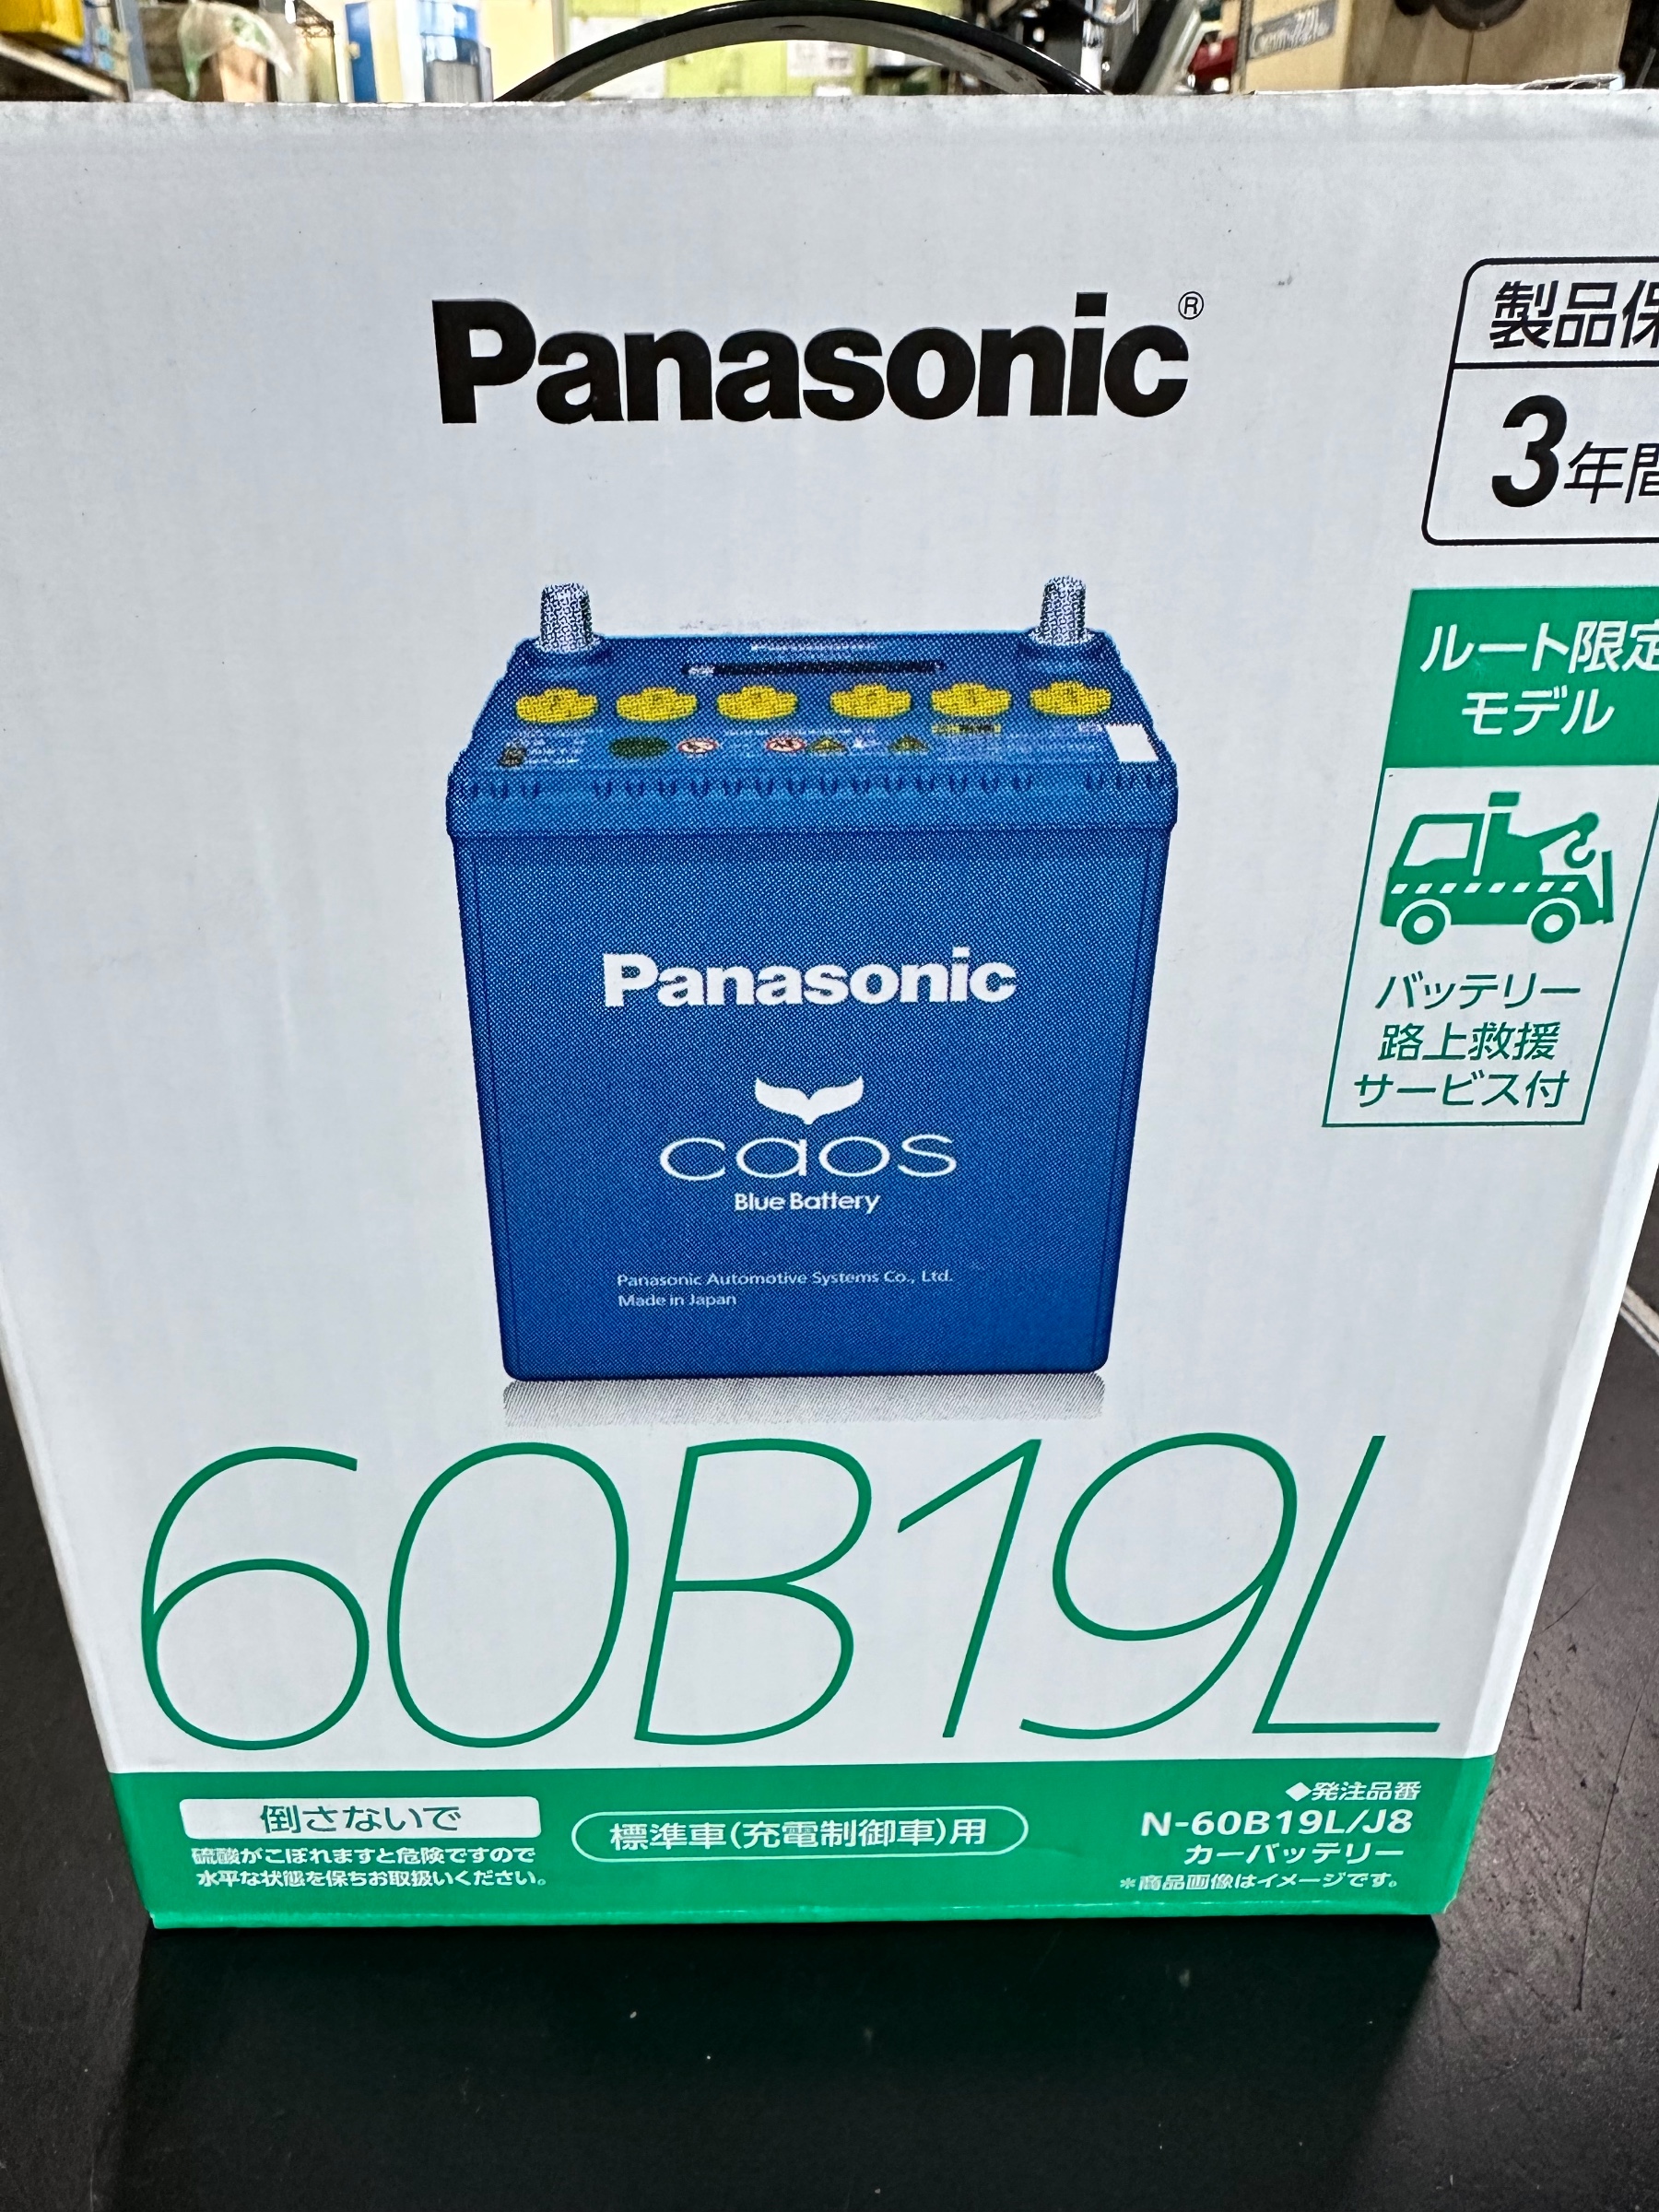 Panasonic®
製品保
3年間
ルート限定
モデル
バッテリー
路上救援
サービス付
Panasonic
caos
Blue Battery
Panasonic Automotive Systems Co., Ltd.
Made in Japan
60B19L
倒さないで
硫酸がこぼれますと危険ですので
水平な状態を保ちお取扱いください。
標準車(充電制御車)用
◆発注品番
N-60B19L/J8
カーバッテリー
＊商品画像はイメージです。